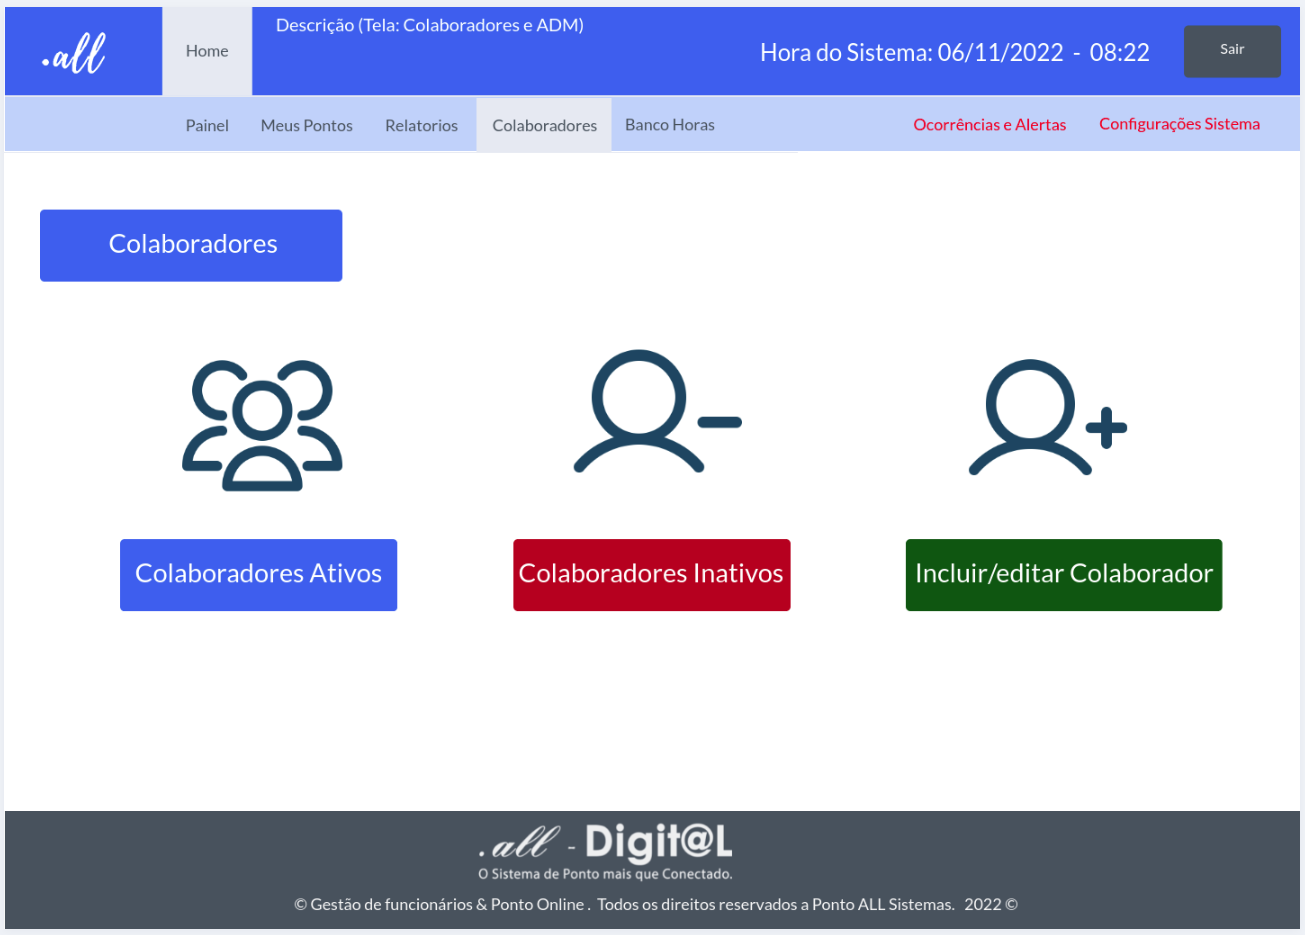 .all
Home
Descrição (Tela: Colaboradores e ADM)
Hora do Sistema: 06/11/2022 - 08:22
Sair
Painel
Meus Pontos
Relatorios
Colaboradores
Banco Horas
Ocorrências e Alertas
Configurações Sistema
Colaboradores
Colaboradores Ativos
Colaboradores Inativos
Incluir/editar Colaborador
.all - Digit@L
O Sistema de Ponto mais que Conectado.
© Gestão de funcionários & Ponto Online . Todos os direitos reservados a Ponto ALL Sistemas. 2022 ©